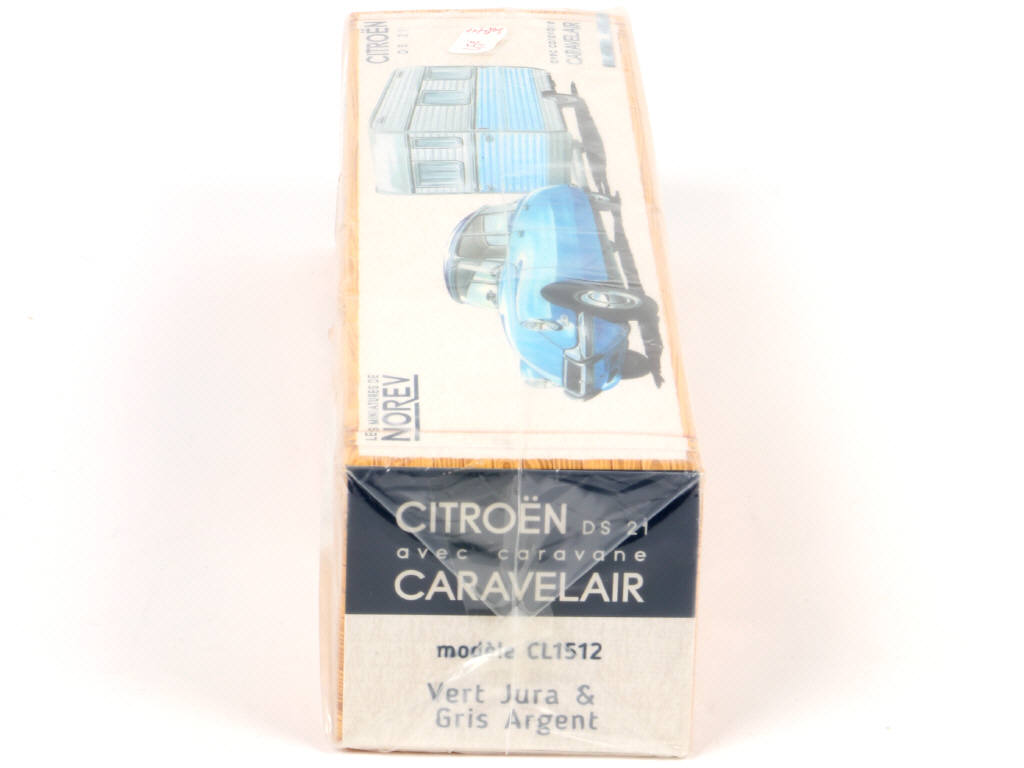 CITROËN
DS 21
avec caravane
CARAVELAIR
LES MINIATURES DE
NOREV
CITROËN DS 21
avec caravane
CARAVELAIR
modèle CL1512
Vert Jura &
Gris Argent